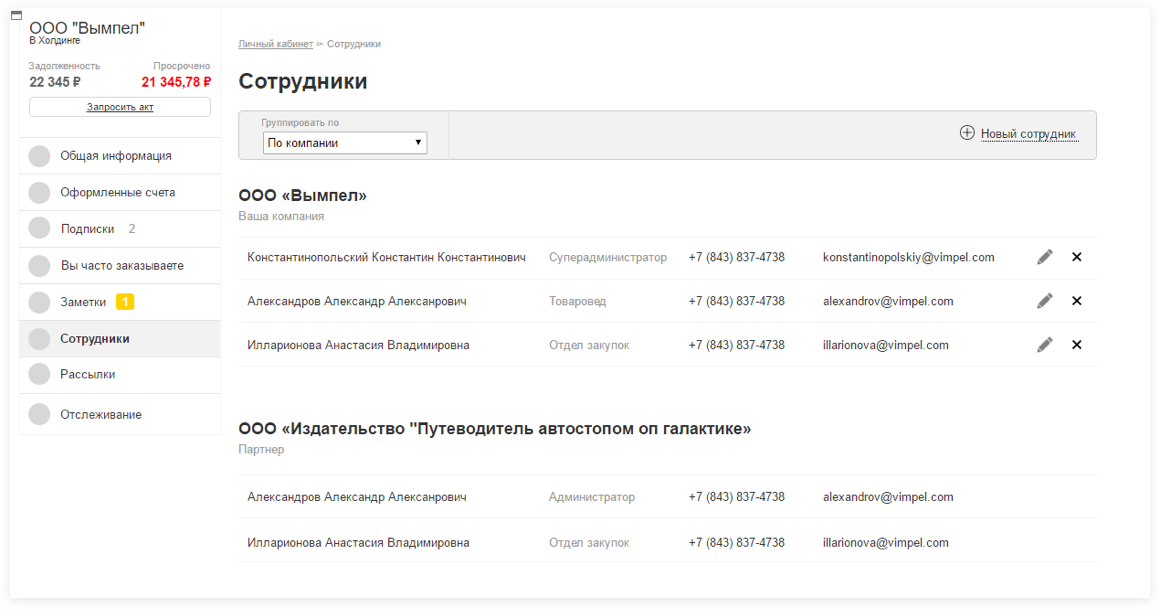 ООО "Вымпел"
В Холдинге
Задолженность Просрочено
22 345 ₽ 21 345,78 ₽
Запросить акт
Общая информация
Оформленные счета
Подписки 2
Вы часто заказываете
Заметки 1
Сотрудники
Рассылки
Отслеживание
Личный кабинет ➣ Сотрудники
Сотрудники
Группировать по
По компании
Новый сотрудник
ООО «Вымпел»
Ваша компания
Константинопольский Константин Константинович Суперадминистратор +7 (843) 837-4738 konstantinopolskiy@vimpel.com
Александров Александр Алексанрович Товаровед +7 (843) 837-4738 alexandrov@vimpel.com
Илларионова Анастасия Владимировна Отдел закупок +7 (843) 837-4738 illarionova@vimpel.com
ООО «Издательство "Путеводитель автостопом оп галактике»
Партнер
Александров Александр Алексанрович Администратор +7 (843) 837-4738 alexandrov@vimpel.com
Илларионова Анастасия Владимировна Отдел закупок +7 (843) 837-4738 illarionova@vimpel.com